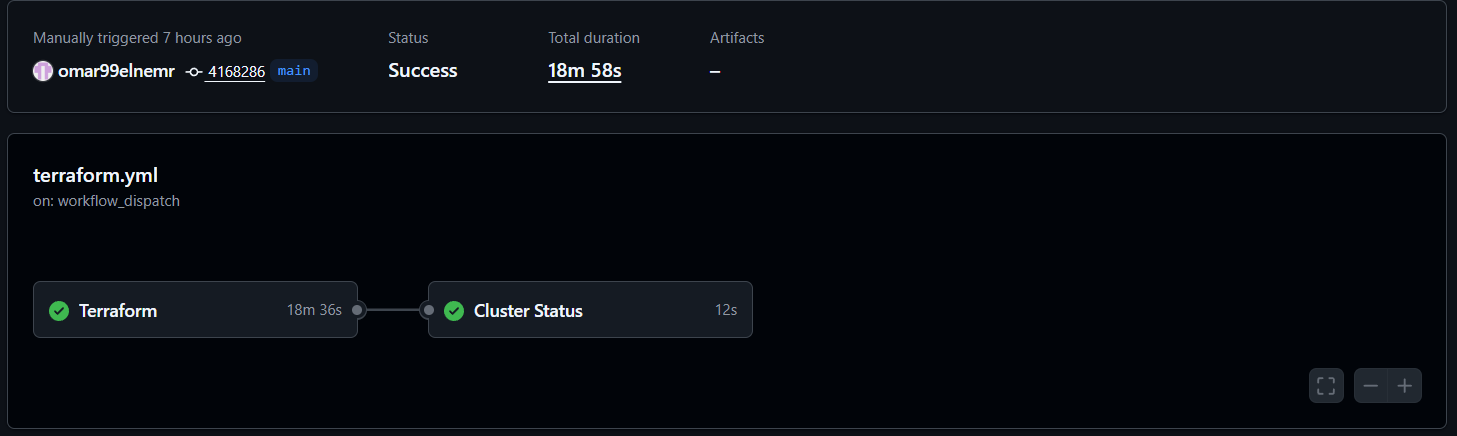 Manually triggered 7 hours ago
omar99elnemr 4168286 main
Status
Success
Total duration
18m 58s
Artifacts
–
terraform.yml
on: workflow_dispatch
Terraform 18m 36s
Cluster Status 12s